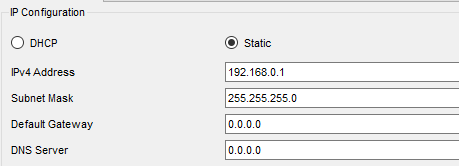 IP Configuration
DHCP Static
IPv4 Address 192.168.0.1
Subnet Mask 255.255.255.0
Default Gateway 0.0.0.0
DNS Server 0.0.0.0